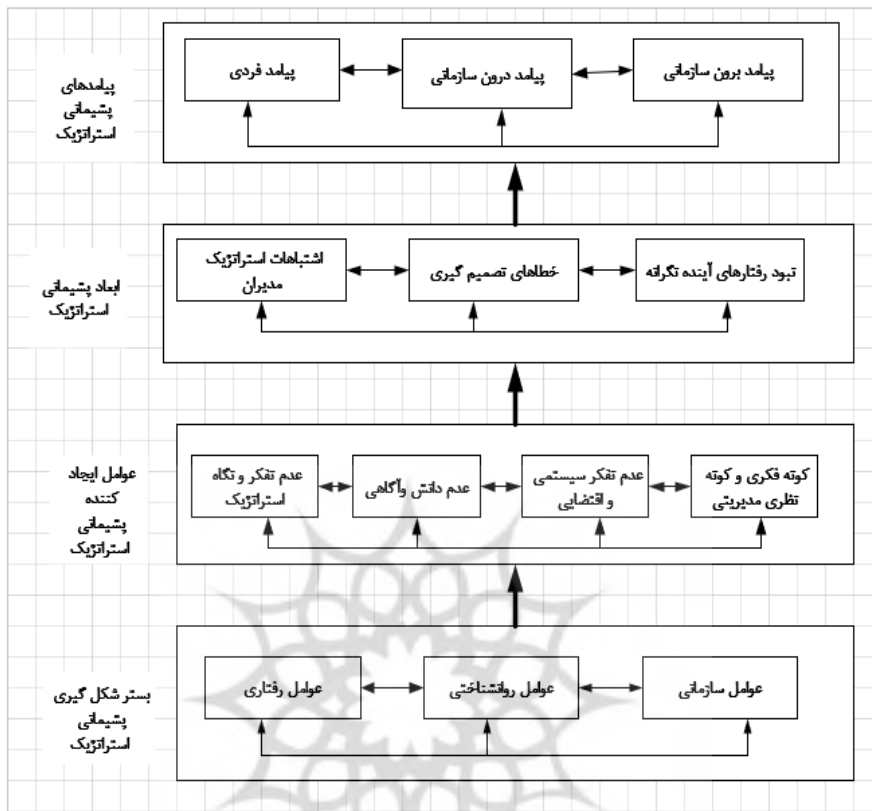 پیامد برون سازمانی
پیامد درون سازمانی
پیامد فردی
پیامدهای
پشیمانی
استراتژیک
نبود رفتارهای آینده نگرانه
خطاهای تصمیم گیری
اشتباهات استراتژیک
مدیران
ابعاد پشیمانی
استراتژیک
کوته فکری و کوته
نظری مدیریتی
عدم تفکر سیستمی
و اقتضایی
عدم دانش وآگاهی
عدم تفکر و نگاه
استراتژیک
عوامل ایجاد
کننده
پشیمانی
استراتژیک
عوامل سازمانی
عوامل روانشناختی
عوامل رفتاری
بستر شکل گیری
پشیمانی
استراتژیک